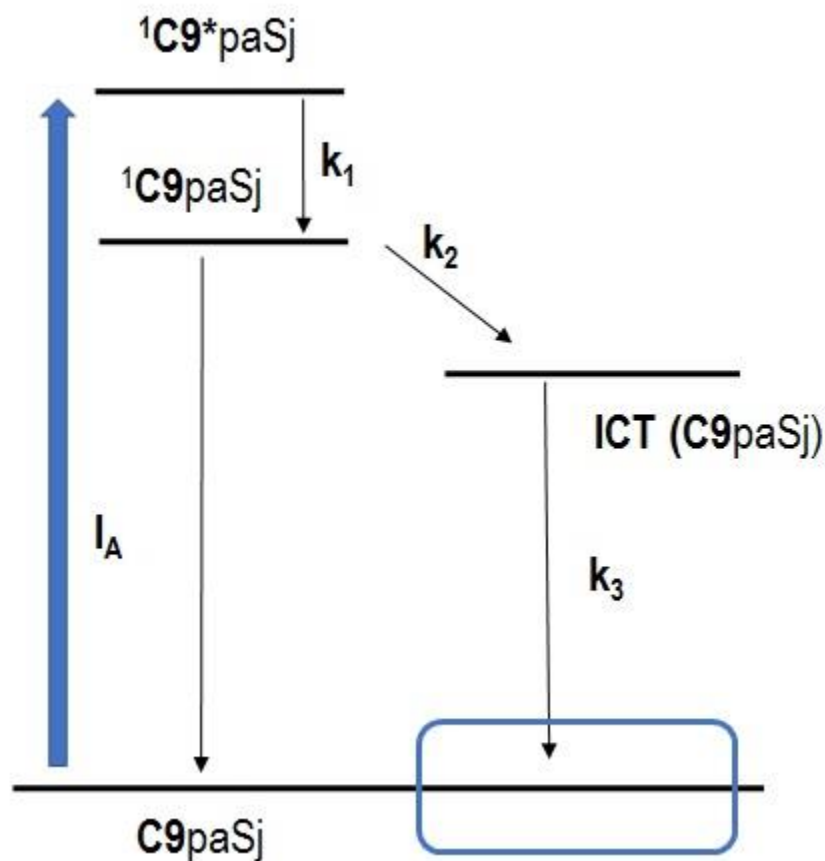 ¹C9*paSj
k₁
¹C9paSj
k₂
ICT (C9paSj)
I_A
k₃
C9paSj